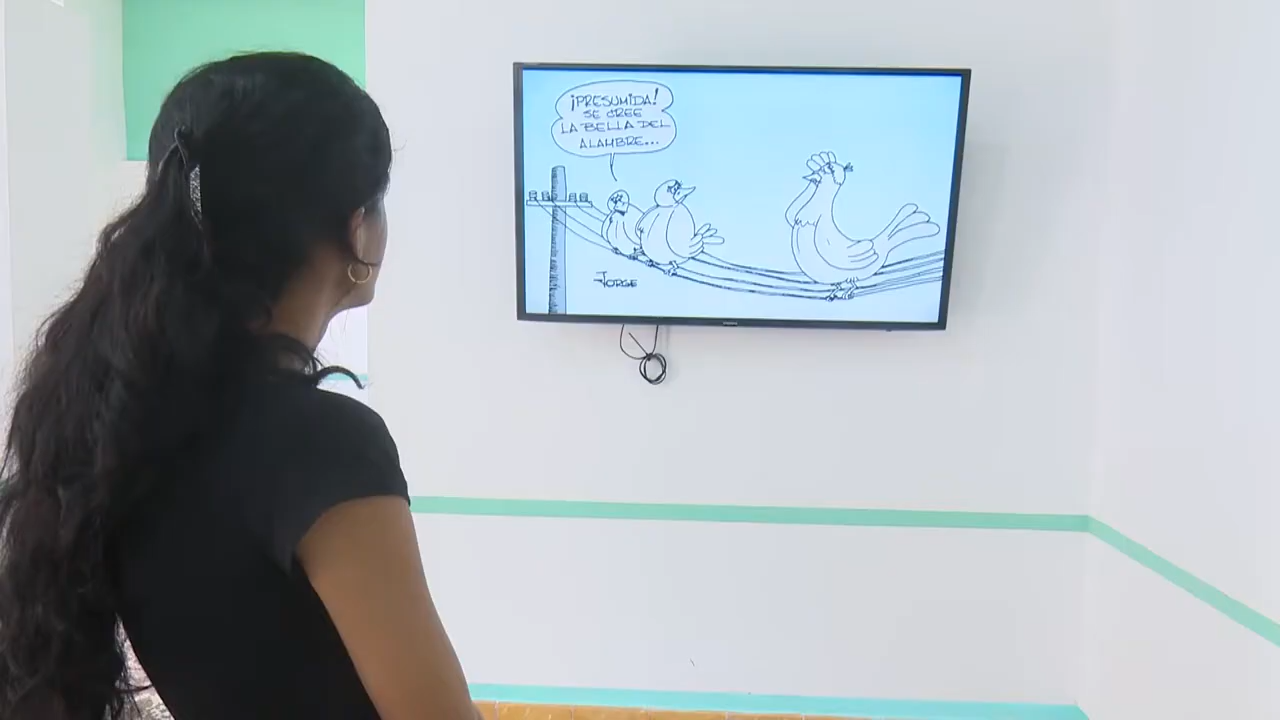 ¡PRESUMIDA!
SE CREE
LA BELLA DEL
ALAMBRE...
JORGE